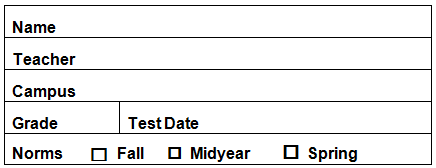 Name
Teacher
Campus
Grade Test Date
Norms ☐ Fall ☐ Midyear ☐ Spring